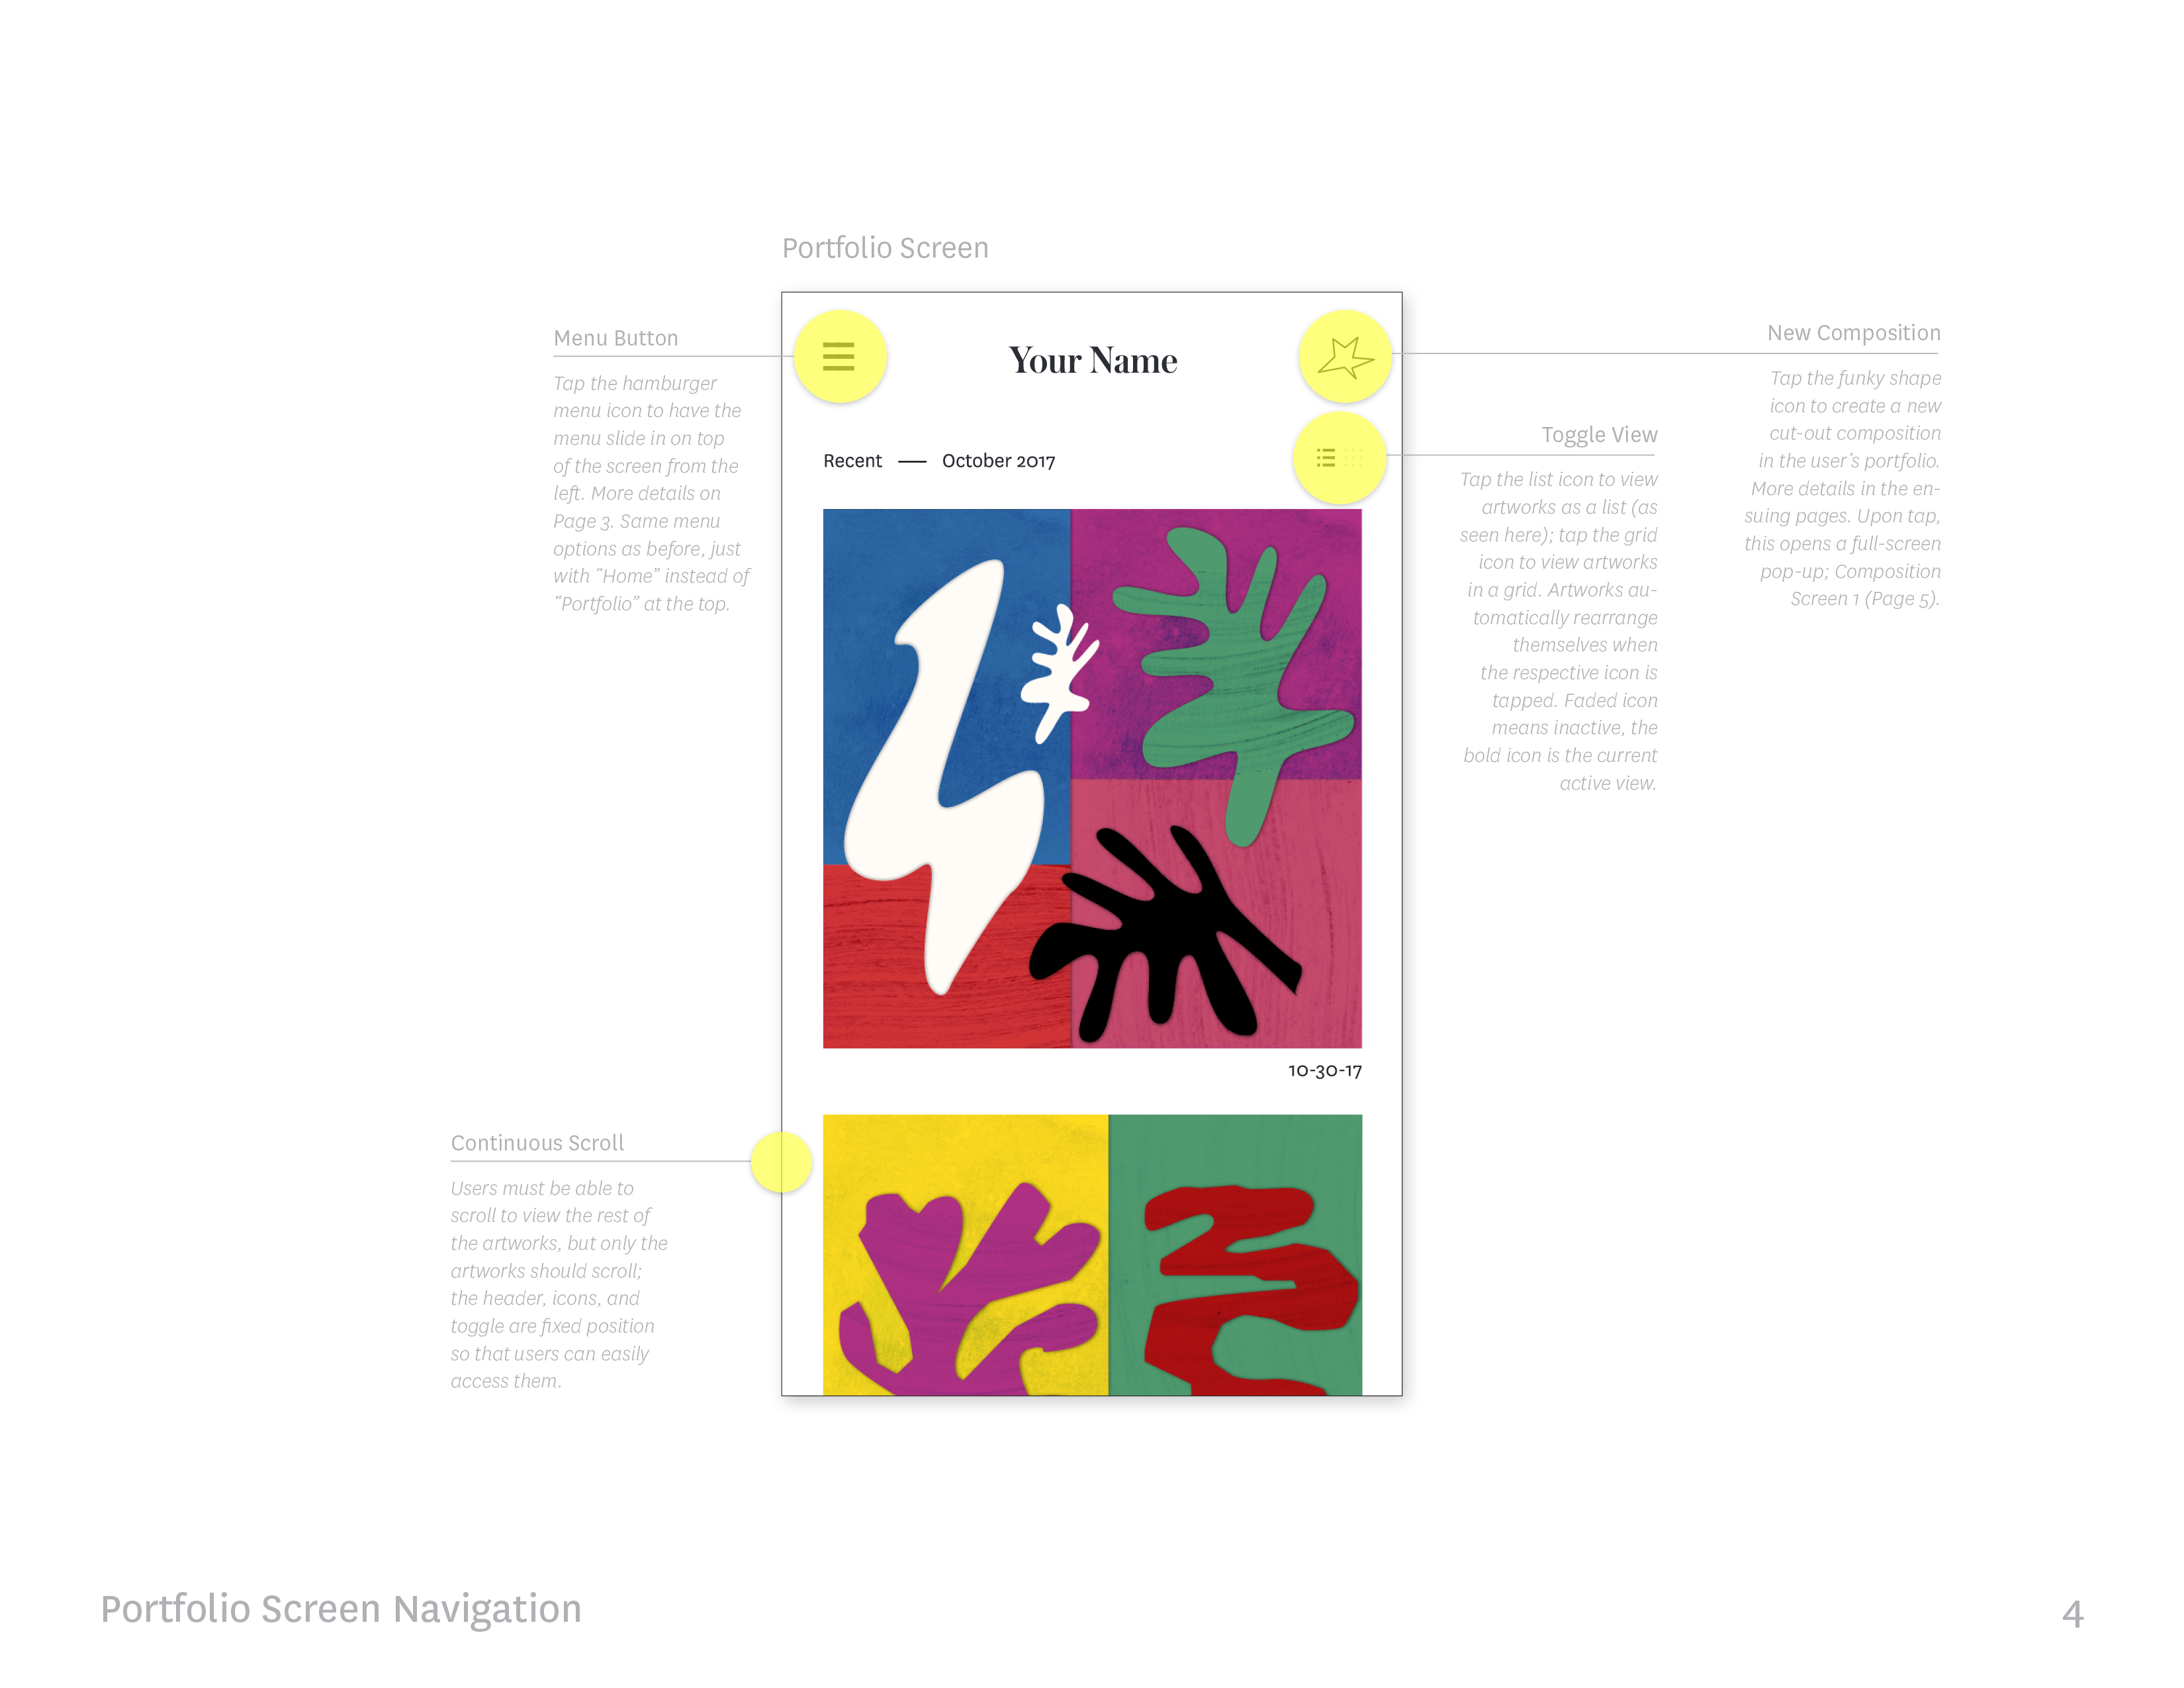 Portfolio Screen
Menu Button
Tap the hamburger
menu icon to have the
menu slide in on top
of the screen from the
left. More details on
Page 3. Same menu
options as before, just
with “Home” instead of
“Portfolio” at the top.
Your Name
Recent — October 2017
10-30-17
New Composition
Tap the funky shape
icon to create a new
cut-out composition
in the user’s portfolio.
More details in the en-
suing pages. Upon tap,
this opens a full-screen
pop-up; Composition
Screen 1 (Page 5).
Toggle View
Tap the list icon to view
artworks as a list (as
seen here); tap the grid
icon to view artworks
in a grid. Artworks au-
tomatically rearrange
themselves when
the respective icon is
tapped. Faded icon
means inactive, the
bold icon is the current
active view.
Continuous Scroll
Users must be able to
scroll to view the rest of
the artworks, but only the
artworks should scroll;
the header, icons, and
toggle are fixed position
so that users can easily
access them.
Portfolio Screen Navigation
4